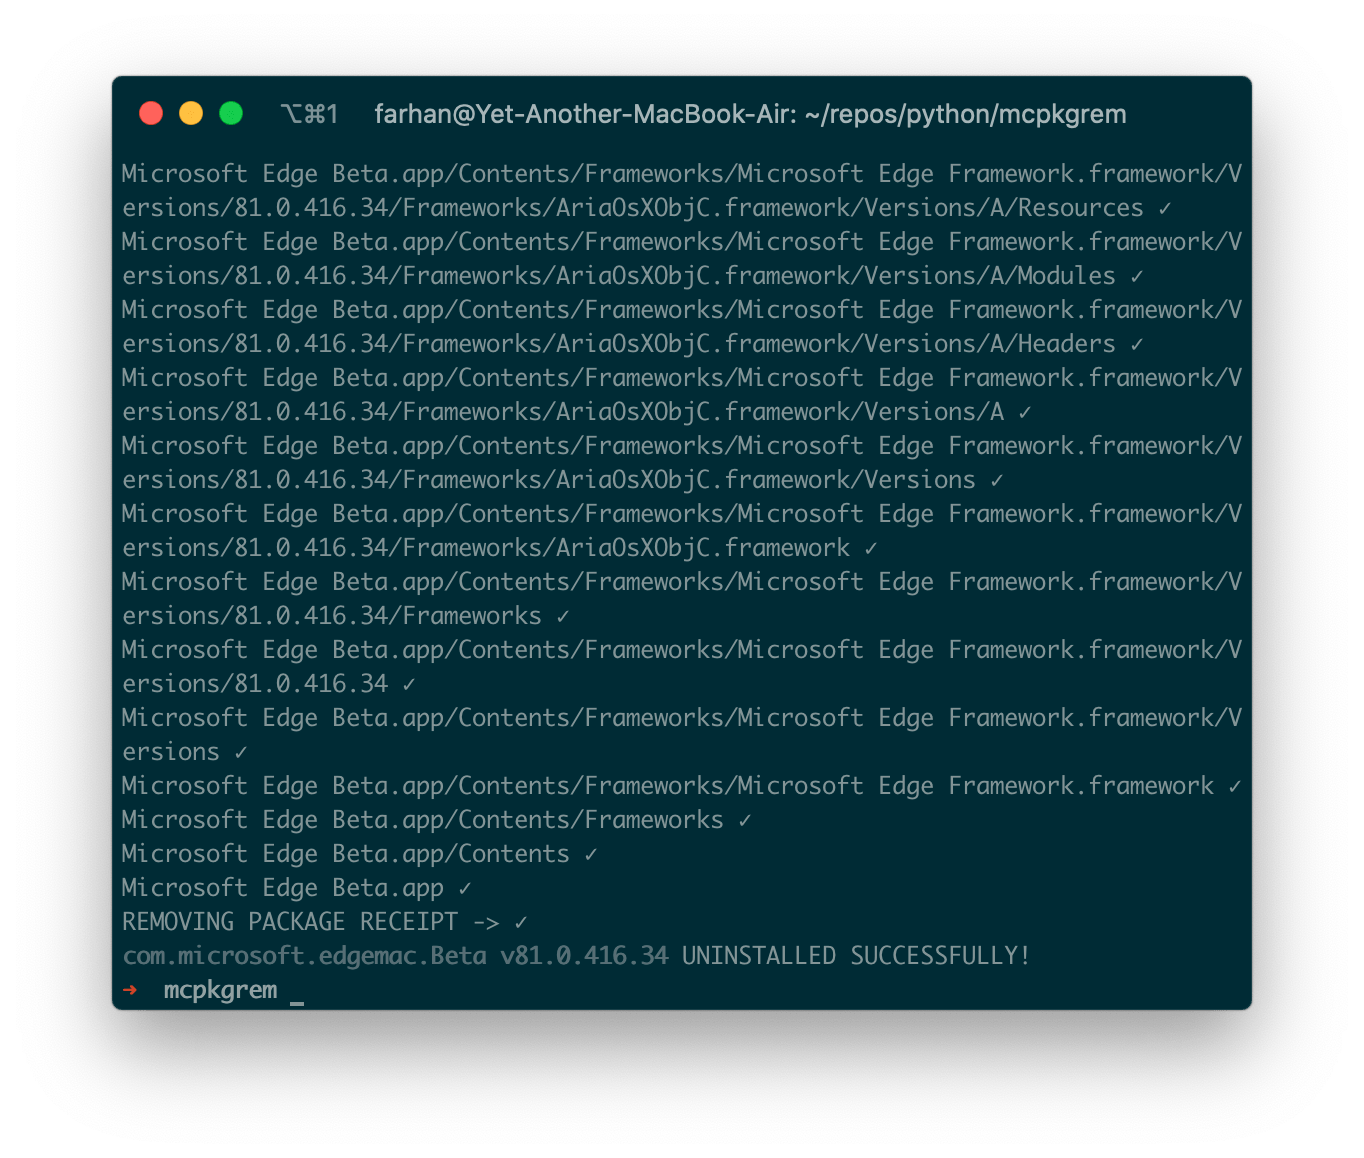 ⌥⌘1 farhan@Yet-Another-MacBook-Air: ~/repos/python/mcpkgrem
Microsoft Edge Beta.app/Contents/Frameworks/Microsoft Edge Framework.framework/V
ersions/81.0.416.34/Frameworks/AriaOsXObjC.framework/Versions/A/Resources ✓
Microsoft Edge Beta.app/Contents/Frameworks/Microsoft Edge Framework.framework/V
ersions/81.0.416.34/Frameworks/AriaOsXObjC.framework/Versions/A/Modules ✓
Microsoft Edge Beta.app/Contents/Frameworks/Microsoft Edge Framework.framework/V
ersions/81.0.416.34/Frameworks/AriaOsXObjC.framework/Versions/A/Headers ✓
Microsoft Edge Beta.app/Contents/Frameworks/Microsoft Edge Framework.framework/V
ersions/81.0.416.34/Frameworks/AriaOsXObjC.framework/Versions/A ✓
Microsoft Edge Beta.app/Contents/Frameworks/Microsoft Edge Framework.framework/V
ersions/81.0.416.34/Frameworks/AriaOsXObjC.framework/Versions ✓
Microsoft Edge Beta.app/Contents/Frameworks/Microsoft Edge Framework.framework/V
ersions/81.0.416.34/Frameworks/AriaOsXObjC.framework ✓
Microsoft Edge Beta.app/Contents/Frameworks/Microsoft Edge Framework.framework/V
ersions/81.0.416.34/Frameworks ✓
Microsoft Edge Beta.app/Contents/Frameworks/Microsoft Edge Framework.framework/V
ersions/81.0.416.34 ✓
Microsoft Edge Beta.app/Contents/Frameworks/Microsoft Edge Framework.framework/V
ersions ✓
Microsoft Edge Beta.app/Contents/Frameworks/Microsoft Edge Framework.framework ✓
Microsoft Edge Beta.app/Contents/Frameworks ✓
Microsoft Edge Beta.app/Contents ✓
Microsoft Edge Beta.app ✓
REMOVING PACKAGE RECEIPT -> ✓
com.microsoft.edgemac.Beta v81.0.416.34 UNINSTALLED SUCCESSFULLY!
➜ mcpkgrem _